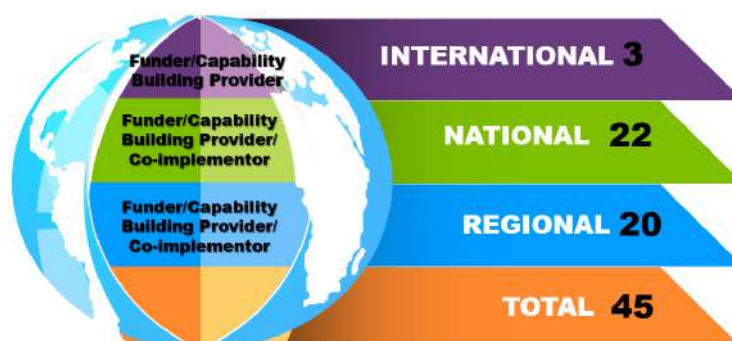 Funder/Capability
Building Provider
INTERNATIONAL 3
Funder/Capability
Building Provider/
Co-implementor
NATIONAL 22
Funder/Capability
Building Provider/
Co-implementor
REGIONAL 20
TOTAL 45